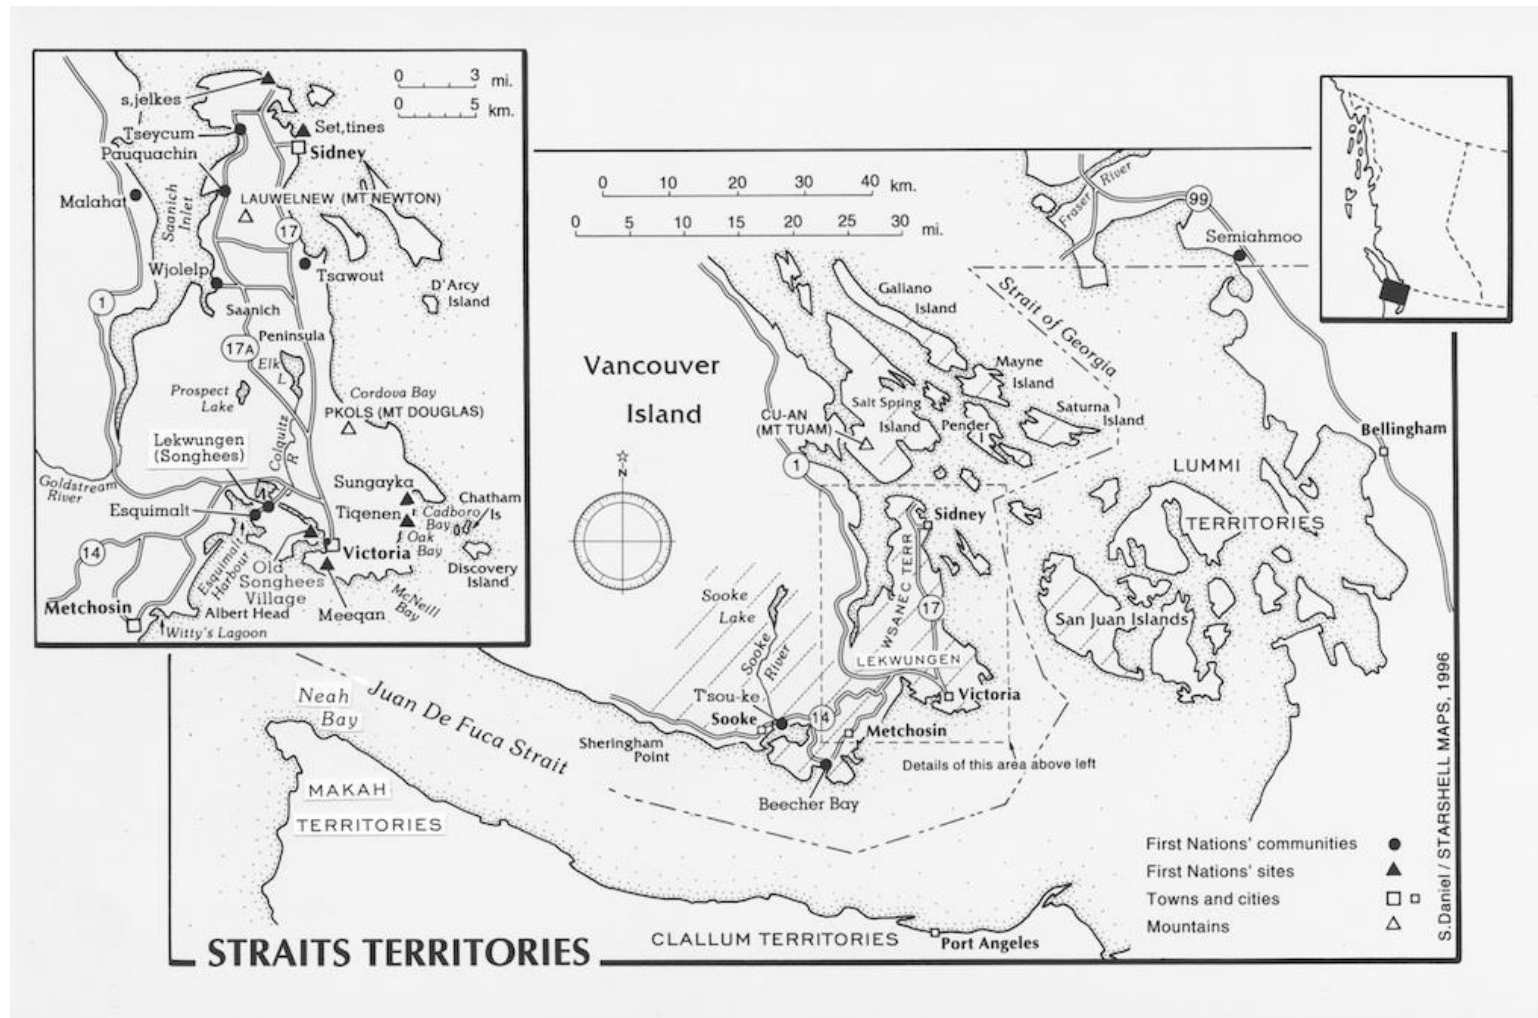 0 3 mi.
0 5 km.
s,jelkes
Tseycum
Set,tines
Sidney
Pauquachin
Malahat
Saanich
Inlet
LAUWELNEW (MT NEWTON)
17
Wjolelp
Tsawout
D'Arcy
Island
1
Saanich
Peninsula
17A
Elk
L
Prospect
Lake
Cordova Bay
PKOLS (MT DOUGLAS)
Lekwungen
(Songhees)
Colquitz
R
Goldstream
River
Sungayka
Chatham
Is
Esquimalt
Tiqenen
Cadboro
Bay
Oak
Bay
14
Victoria
Discovery
Island
Esquimalt
Harbour
Old
Songhees
Village
McNeill
Bay
Metchosin
Albert Head
Meeqan
Witty's Lagoon
0 10 20 30 40 km.
0 5 10 15 20 25 30 mi.
Fraser
River
99
Semiahmoo
Strait of Georgia
Galiano
Island
Vancouver
Island
Mayne
Island
Salt Spring
Island
Saturna
Island
Pender
I
CU-AN
(MT TUAM)
1
Bellingham
LUMMI
TERRITORIES
N
Sidney
WSANEC TERR
17
Sooke
Lake
Sooke
River
San Juan Islands
LEKWUNGEN
T'sou-ke
Sooke
14
Victoria
Metchosin
Sheringham
Point
Details of this area above left
Beecher Bay
Neah
Bay
Juan De Fuca Strait
MAKAH
TERRITORIES
First Nations' communities
First Nations' sites
Towns and cities
Mountains
S.Daniel / STARSHELL MAPS, 1996
STRAITS TERRITORIES
CLALLUM TERRITORIES
Port Angeles